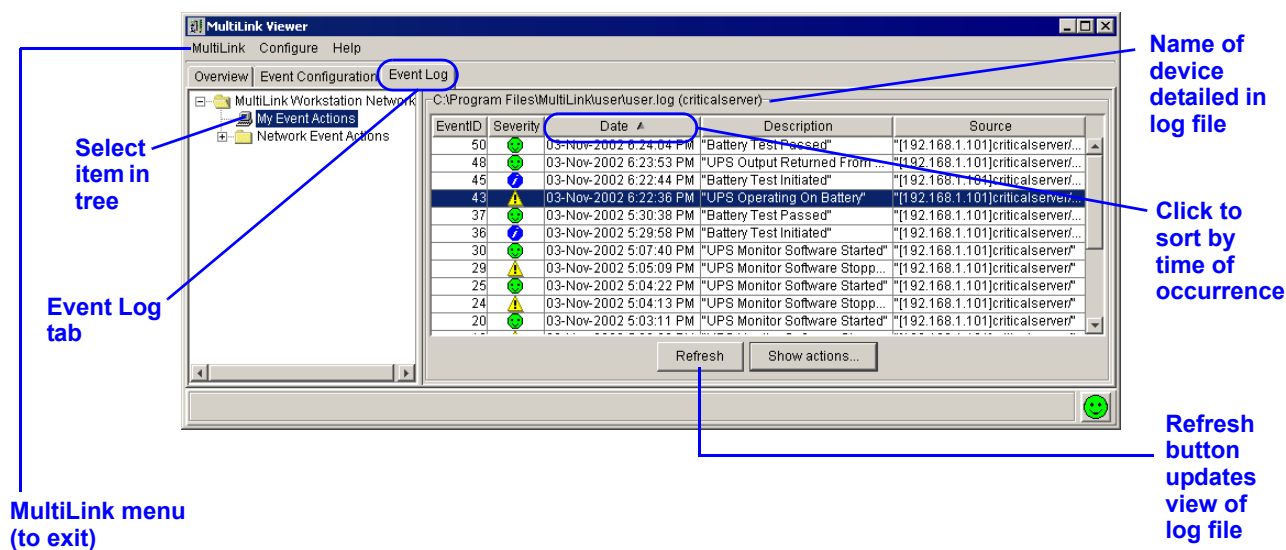 MultiLink Viewer
MultiLink Configure Help
Overview Event Configuration Event Log
MultiLink Workstation Network
My Event Actions
Network Event Actions
C:\Program Files\MultiLink\user\user.log (criticalserver)
EventID Severity Date Description Source
50 03-Nov-2002 6:24:04 PM "Battery Test Passed" "[192.168.1.101]criticalserver/...
48 03-Nov-2002 6:23:53 PM "UPS Output Returned From ... "[192.168.1.101]criticalserver/...
45 03-Nov-2002 6:22:44 PM "Battery Test Initiated" "[192.168.1.101]criticalserver/...
43 03-Nov-2002 6:22:36 PM "UPS Operating On Battery" "[192.168.1.101]criticalserver/...
37 03-Nov-2002 5:30:38 PM "Battery Test Passed" "[192.168.1.101]criticalserver/...
36 03-Nov-2002 5:29:58 PM "Battery Test Initiated" "[192.168.1.101]criticalserver/...
30 03-Nov-2002 5:07:40 PM "UPS Monitor Software Started" "[192.168.1.101]criticalserver/"
29 03-Nov-2002 5:05:09 PM "UPS Monitor Software Stopp... "[192.168.1.101]criticalserver/"
25 03-Nov-2002 5:04:22 PM "UPS Monitor Software Started" "[192.168.1.101]criticalserver/"
24 03-Nov-2002 5:04:13 PM "UPS Monitor Software Stopp... "[192.168.1.101]criticalserver/"
20 03-Nov-2002 5:03:11 PM "UPS Monitor Software Started" "[192.168.1.101]criticalserver/"
Refresh Show actions...
Select
item in
tree
Event Log
tab
MultiLink menu
(to exit)
Name of
device
detailed in
log file
Click to
sort by
time of
occurrence
Refresh
button
updates
view of
log file